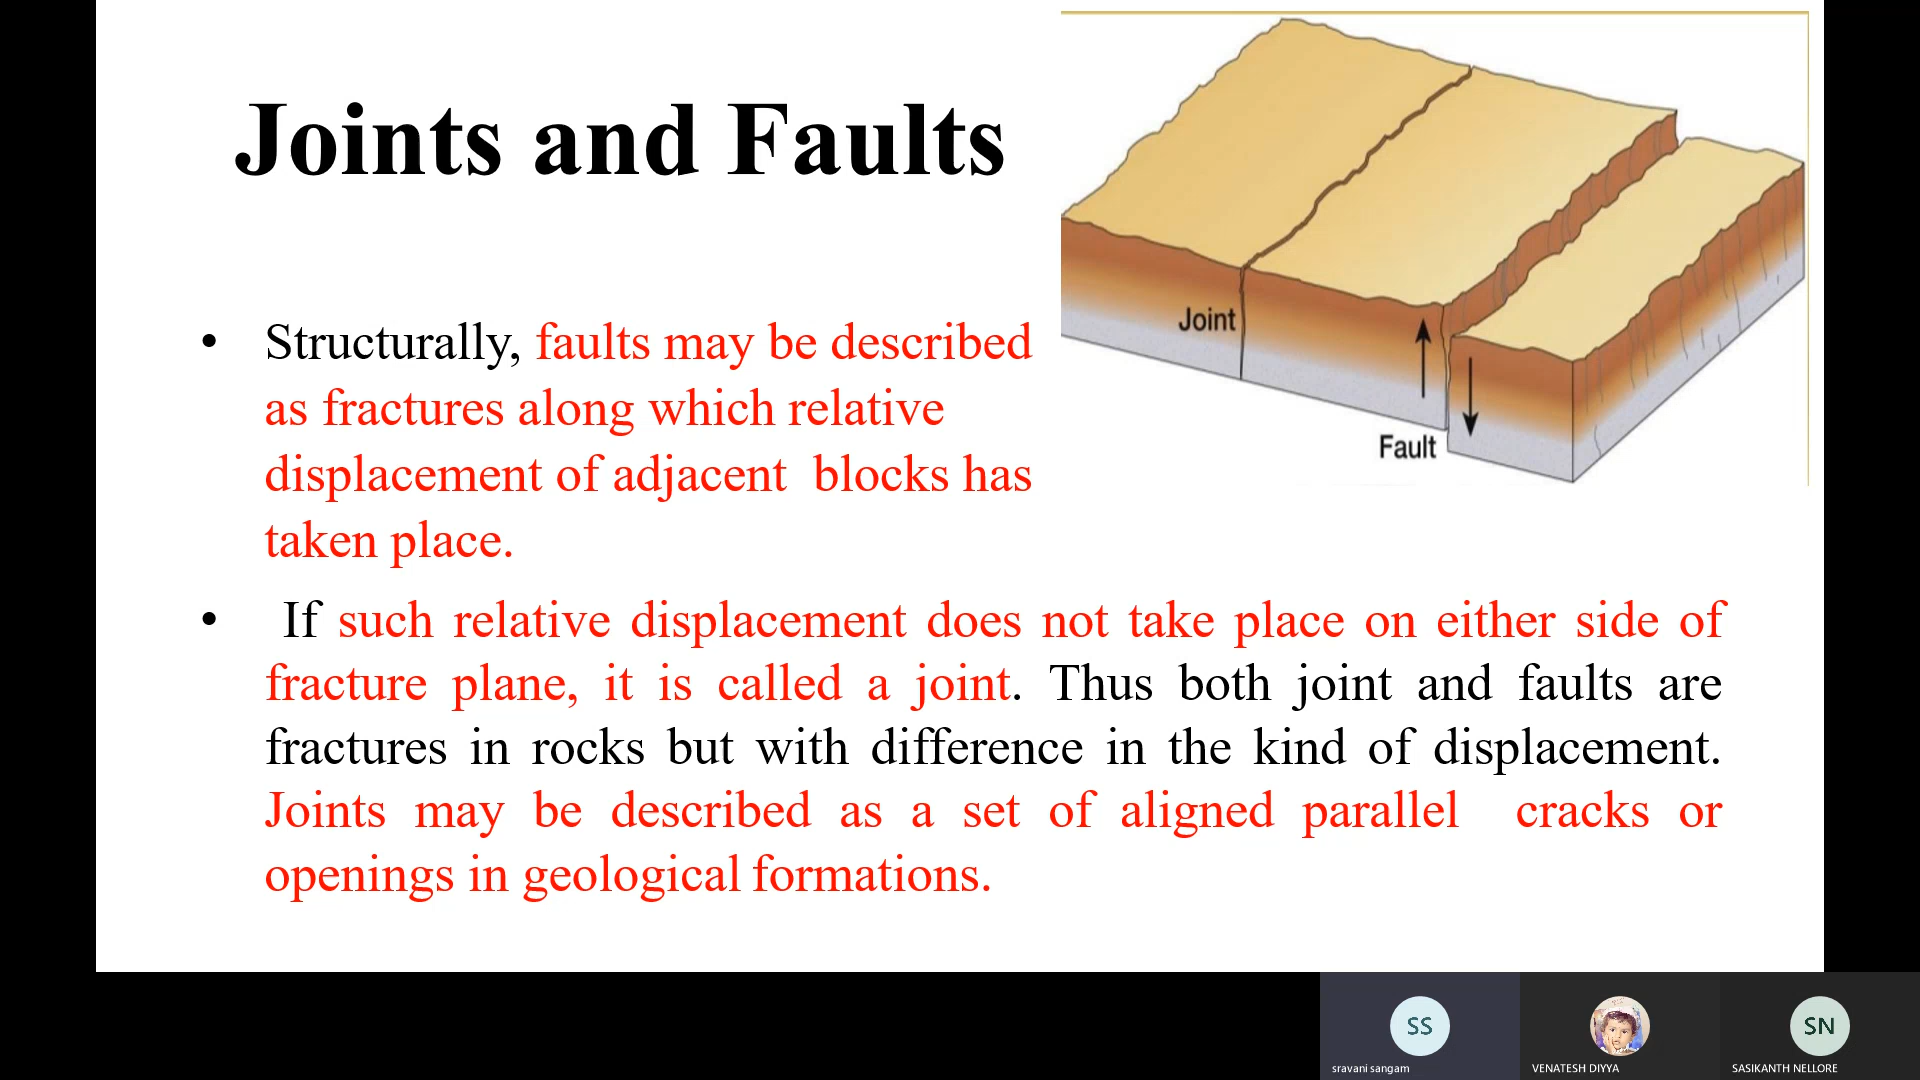 Joints and Faults
Joint
Fault
• Structurally, faults may be described
as fractures along which relative
displacement of adjacent blocks has
taken place.
• If such relative displacement does not take place on either side of
fracture plane, it is called a joint. Thus both joint and faults are
fractures in rocks but with difference in the kind of displacement.
Joints may be described as a set of aligned parallel cracks or
openings in geological formations.
SS
SN
sravani sangam
VENATESH DIYYA
SASIKANTH NELLORE